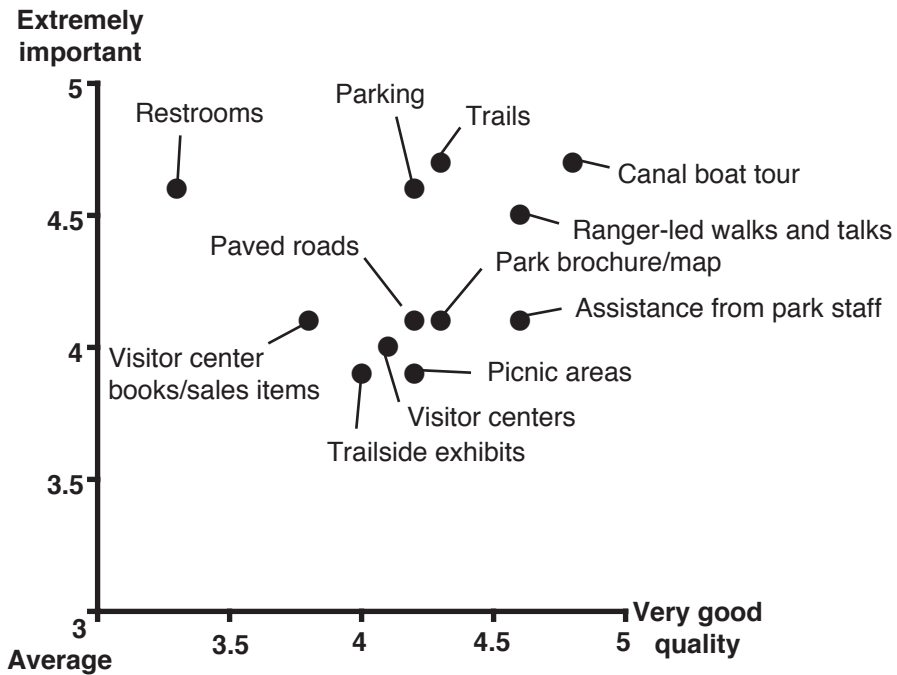 Extremely
important
5
Restrooms
Parking
Trails
Canal boat tour
4.5
Ranger-led walks and talks
Paved roads
Park brochure/map
Assistance from park staff
4
Visitor center
books/sales items
Picnic areas
Visitor centers
Trailside exhibits
3.5
3
Average
3.5
4
4.5
5
Very good
quality